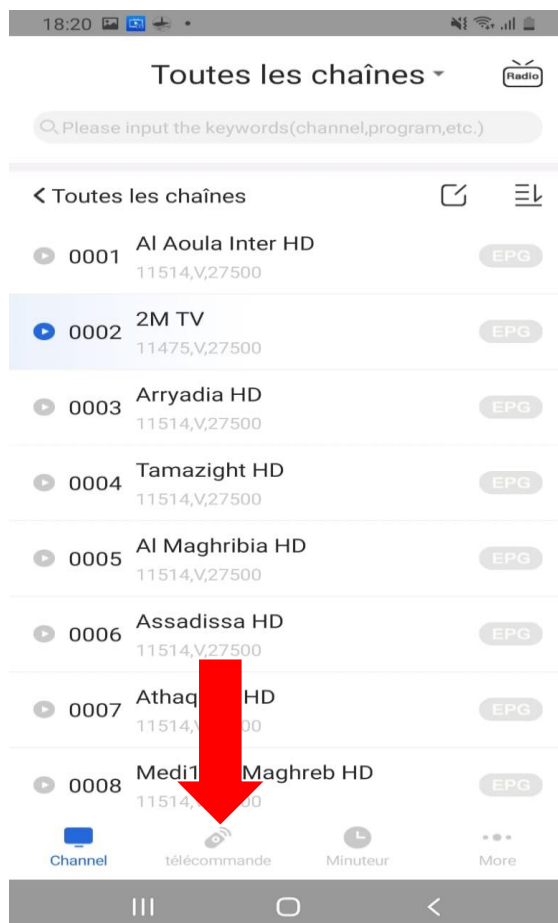 18:20
Toutes les chaînes
Radio
Please input the keywords(channel,program,etc.)
Toutes les chaînes
0001 Al Aoula Inter HD EPG
11514,V,27500
0002 2M TV EPG
11475,V,27500
0003 Arryadia HD EPG
11514,V,27500
0004 Tamazight HD EPG
11514,V,27500
0005 Al Maghribia HD EPG
11514,V,27500
0006 Assadissa HD EPG
11514,V,27500
0007 HD EPG
0008 Maghreb HD EPG
Channel télécommande Minuteur More